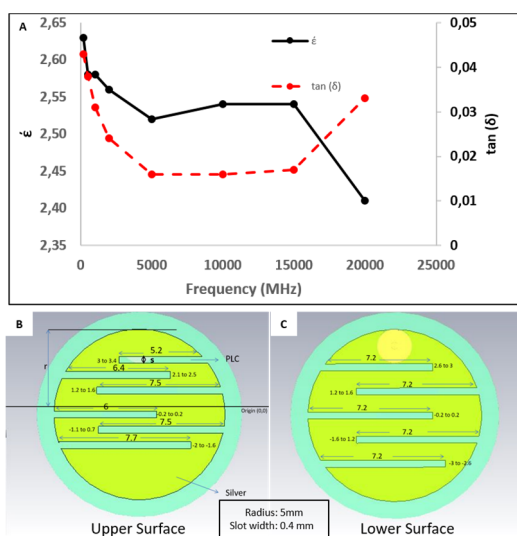 A
2,65
2,60
2,55
2,50
2,45
2,40
2,35
έ
0,05
0,04
0,03
0,02
0,01
0
tan (δ)
έ
tan (δ)
0 5000 10000 15000 20000 25000
Frequency (MHz)
B
r
5.2
3 to 3.4
s
PLC
6.4
2.1 to 2.5
7.5
1.2 to 1.6
6
-0.2 to 0.2
Origin (0,0)
7.5
-1.1 to 0.7
7.7
-2 to -1.6
Silver
Upper Surface
C
7.2
2.6 to 3
7.2
1.2 to 1.6
7.2
-0.2 to 0.2
7.2
-1.6 to 1.2
7.2
-3 to -2.6
Lower Surface
Radius: 5mm
Slot width: 0.4 mm